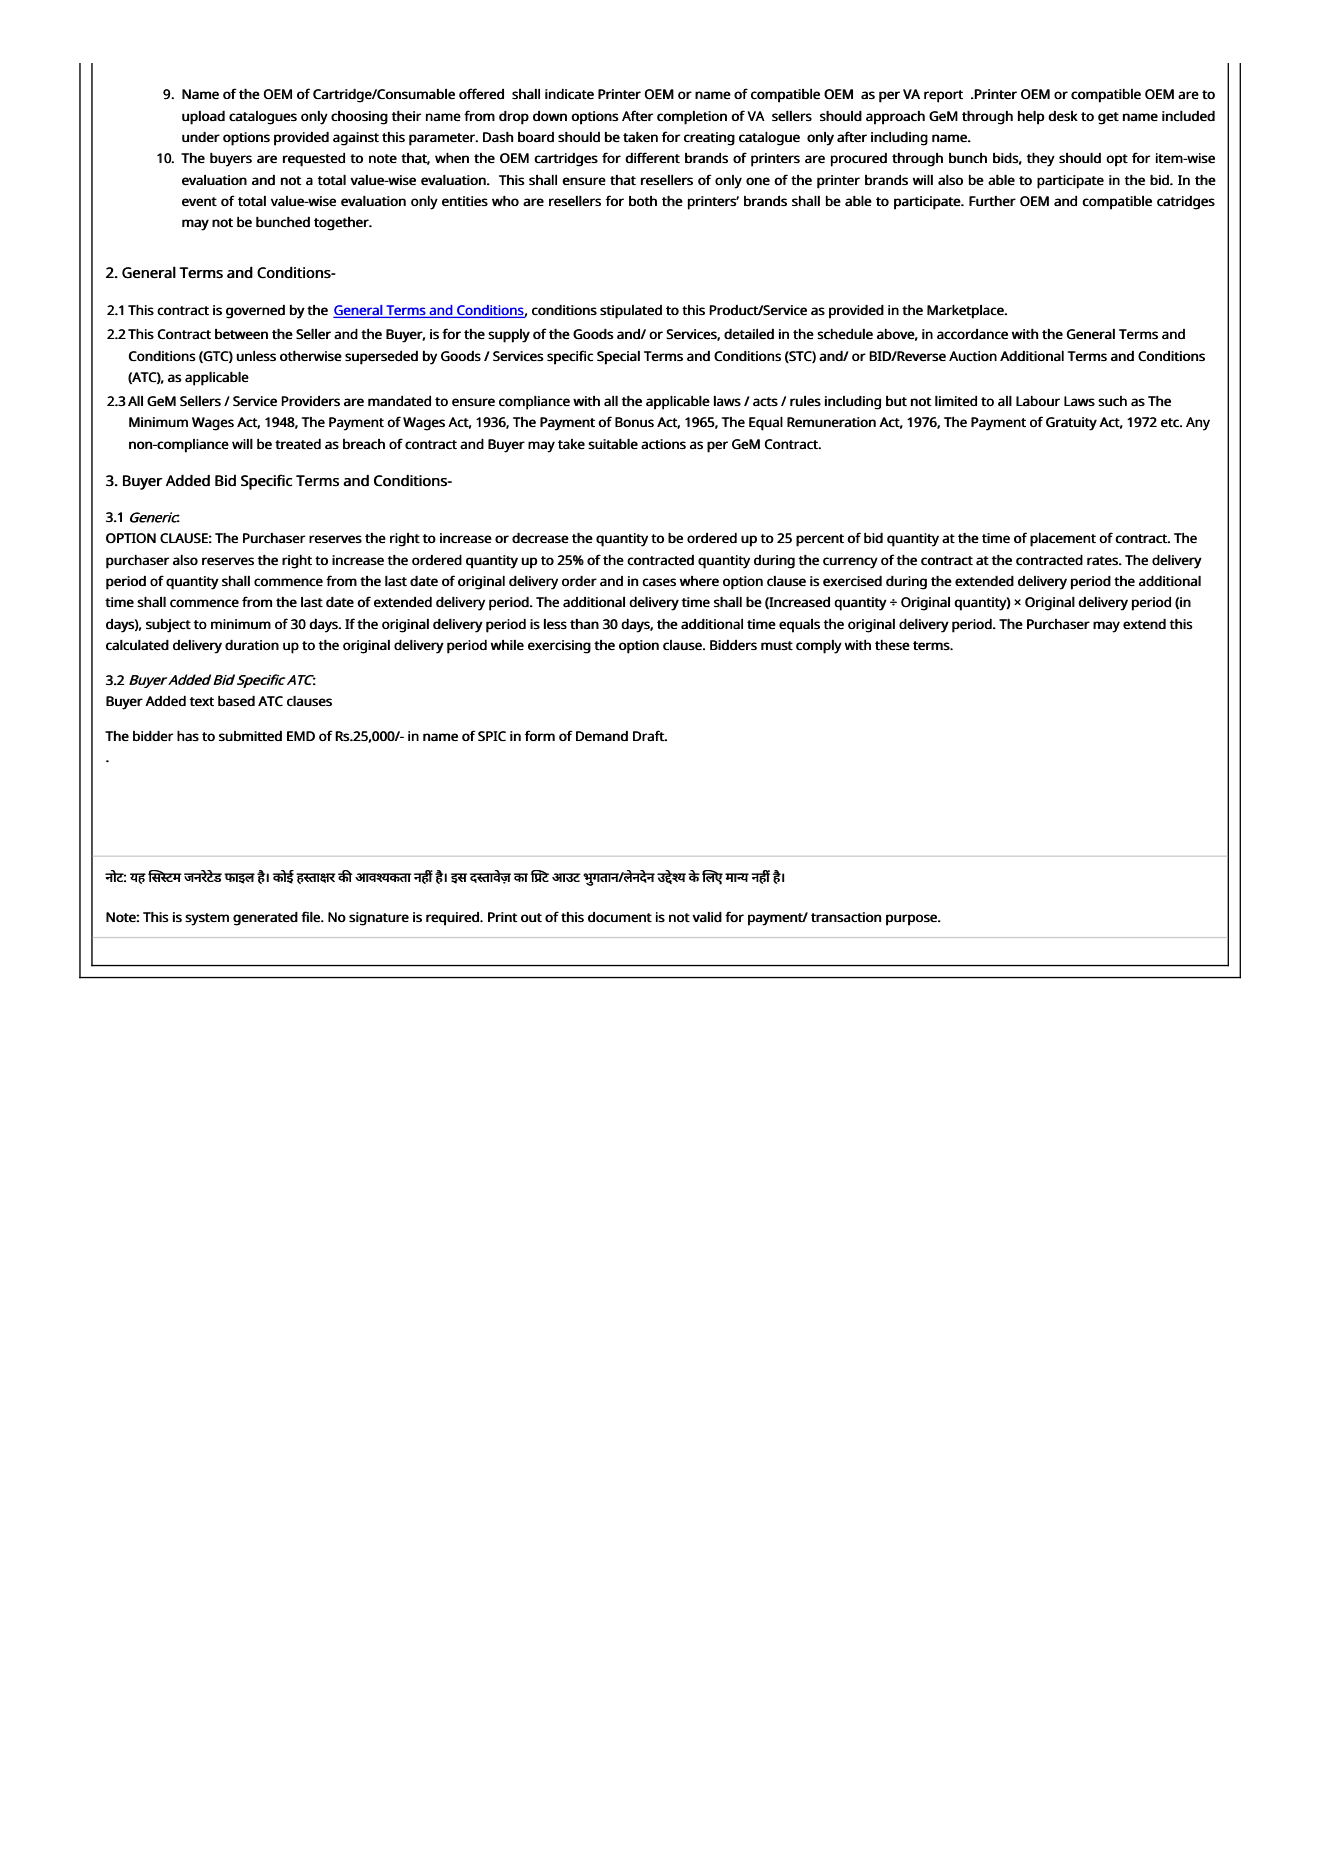 9. Name of the OEM of Cartridge/Consumable offered shall indicate Printer OEM or name of compatible OEM as per VA report .Printer OEM or compatible OEM are to
upload catalogues only choosing their name from drop down options After completion of VA sellers should approach GeM through help desk to get name included
under options provided against this parameter. Dash board should be taken for creating catalogue only after including name.
10. The buyers are requested to note that, when the OEM cartridges for different brands of printers are procured through bunch bids, they should opt for item-wise
evaluation and not a total value-wise evaluation. This shall ensure that resellers of only one of the printer brands will also be able to participate in the bid. In the
event of total value-wise evaluation only entities who are resellers for both the printers’ brands shall be able to participate. Further OEM and compatible catridges
may not be bunched together.
2. General Terms and Conditions-
2.1 This contract is governed by the General Terms and Conditions, conditions stipulated to this Product/Service as provided in the Marketplace.
2.2 This Contract between the Seller and the Buyer, is for the supply of the Goods and/ or Services, detailed in the schedule above, in accordance with the General Terms and
Conditions (GTC) unless otherwise superseded by Goods / Services specific Special Terms and Conditions (STC) and/ or BID/Reverse Auction Additional Terms and Conditions
(ATC), as applicable
2.3 All GeM Sellers / Service Providers are mandated to ensure compliance with all the applicable laws / acts / rules including but not limited to all Labour Laws such as The
Minimum Wages Act, 1948, The Payment of Wages Act, 1936, The Payment of Bonus Act, 1965, The Equal Remuneration Act, 1976, The Payment of Gratuity Act, 1972 etc. Any
non-compliance will be treated as breach of contract and Buyer may take suitable actions as per GeM Contract.
3. Buyer Added Bid Specific Terms and Conditions-
3.1 Generic:
OPTION CLAUSE: The Purchaser reserves the right to increase or decrease the quantity to be ordered up to 25 percent of bid quantity at the time of placement of contract. The
purchaser also reserves the right to increase the ordered quantity up to 25% of the contracted quantity during the currency of the contract at the contracted rates. The delivery
period of quantity shall commence from the last date of original delivery order and in cases where option clause is exercised during the extended delivery period the additional
time shall commence from the last date of extended delivery period. The additional delivery time shall be (Increased quantity ÷ Original quantity) × Original delivery period (in
days), subject to minimum of 30 days. If the original delivery period is less than 30 days, the additional time equals the original delivery period. The Purchaser may extend this
calculated delivery duration up to the original delivery period while exercising the option clause. Bidders must comply with these terms.
3.2 Buyer Added Bid Specific ATC:
Buyer Added text based ATC clauses
The bidder has to submitted EMD of Rs.25,000/- in name of SPIC in form of Demand Draft.
.
नोट: यह सिस्टम जनरेटेड फाइल है। कोई हस्ताक्षर की आवश्यकता नहीं है। इस दस्तावेज़ का प्रिंट आउट भुगतान/लेनदेन उद्देश्य के लिए मान्य नहीं है।
Note: This is system generated file. No signature is required. Print out of this document is not valid for payment/ transaction purpose.